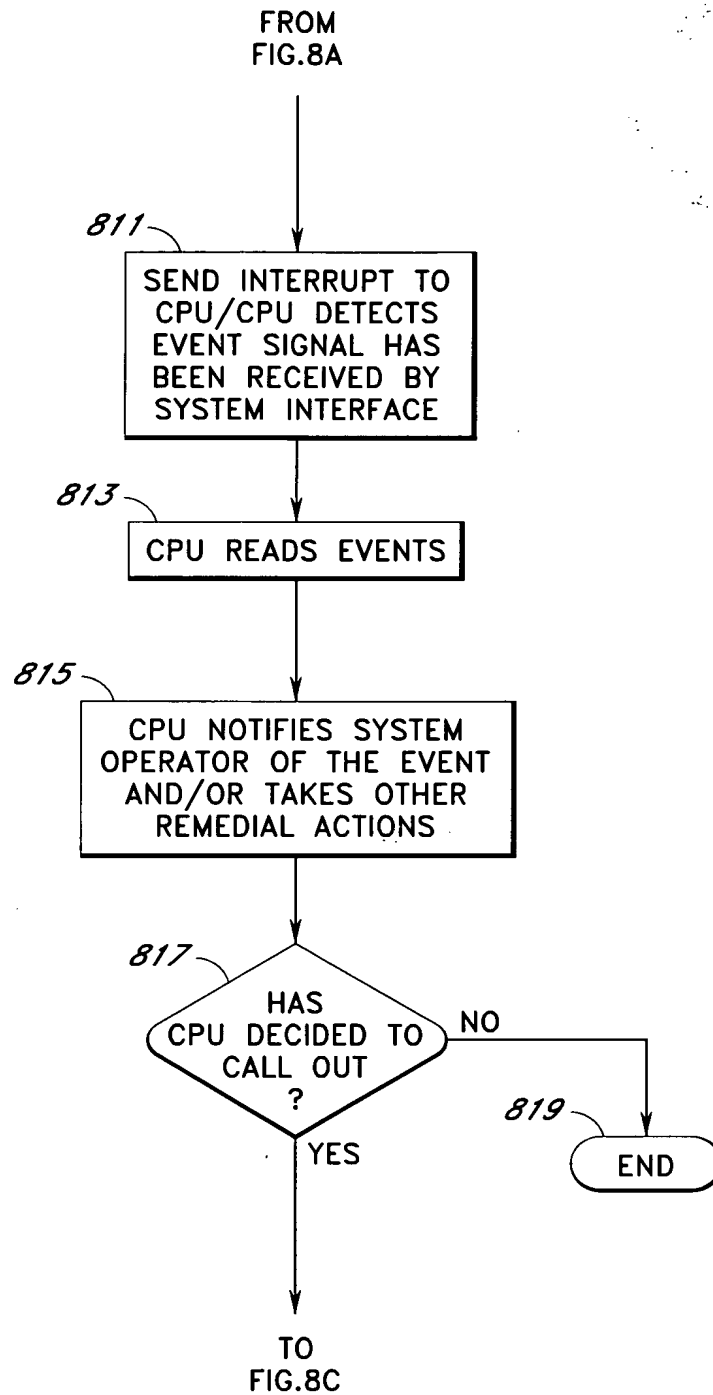 FROM
FIG.8A
811
SEND INTERRUPT TO
CPU/CPU DETECTS
EVENT SIGNAL HAS
BEEN RECEIVED BY
SYSTEM INTERFACE
813
CPU READS EVENTS
815
CPU NOTIFIES SYSTEM
OPERATOR OF THE EVENT
AND/OR TAKES OTHER
REMEDIAL ACTIONS
817
HAS
CPU DECIDED TO
CALL OUT
?
NO
819
END
YES
TO
FIG.8C